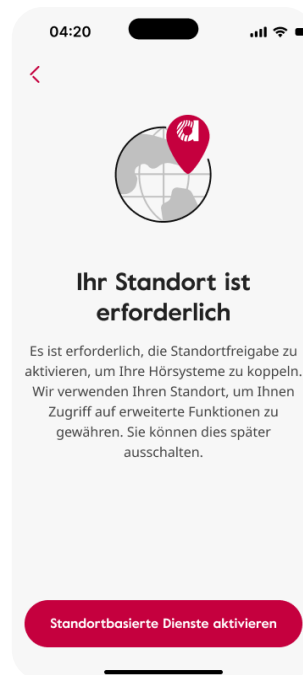 04:20
Ihr Standort ist
erforderlich
Es ist erforderlich, die Standortfreigabe zu
aktivieren, um Ihre Hörsysteme zu koppeln.
Wir verwenden Ihren Standort, um Ihnen
Zugriff auf erweiterte Funktionen zu
gewähren. Sie können dies später
ausschalten.
Standortbasierte Dienste aktivieren